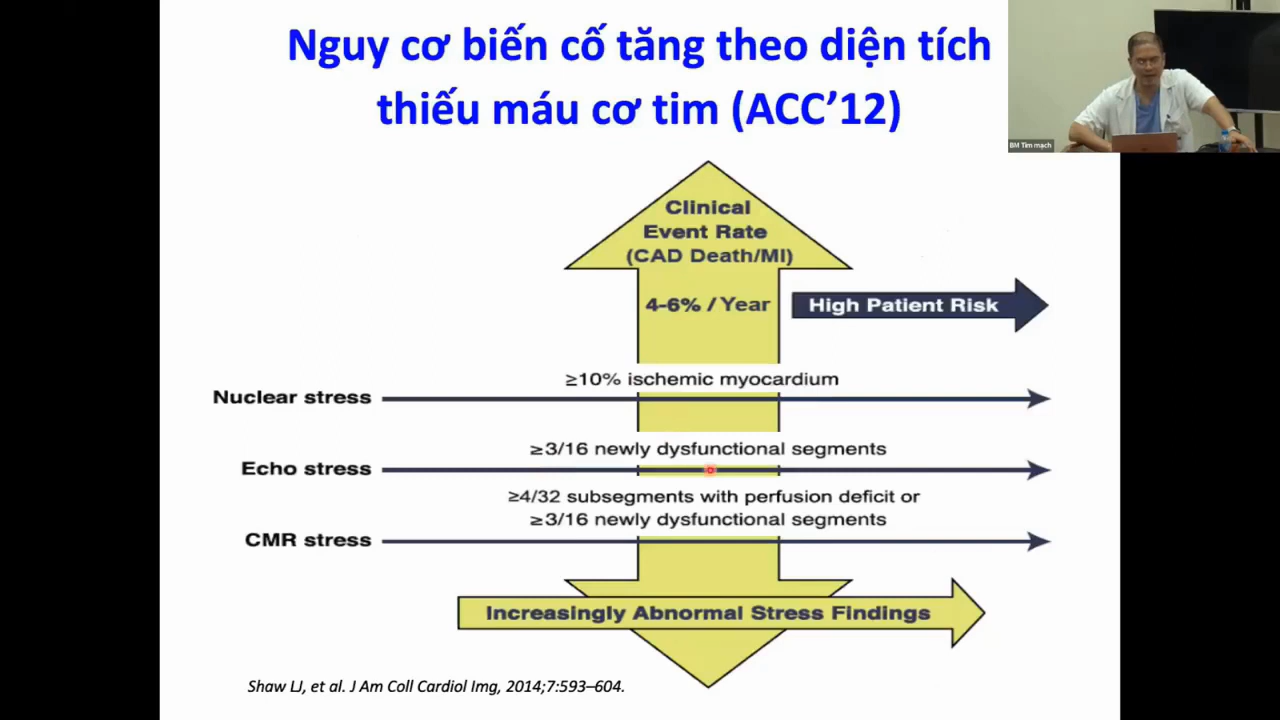 Nguy cơ biến cố tăng theo diện tích
thiếu máu cơ tim (ACC’12)
BM Tim mạch
Clinical
Event Rate
(CAD Death/MI)
4-6% / Year
High Patient Risk
≥10% ischemic myocardium
Nuclear stress
≥3/16 newly dysfunctional segments
Echo stress
≥4/32 subsegments with perfusion deficit or
≥3/16 newly dysfunctional segments
CMR stress
Increasingly Abnormal Stress Findings
Shaw LJ, et al. J Am Coll Cardiol Img, 2014;7:593–604.